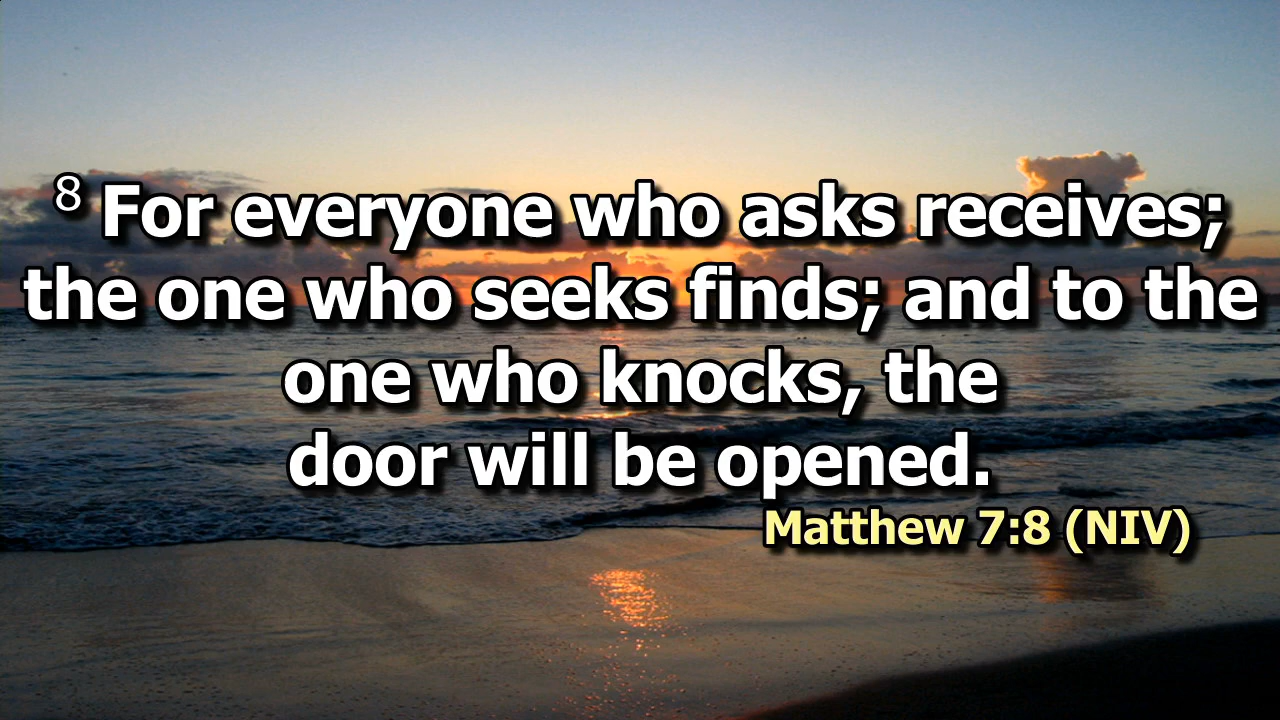 8 For everyone who asks receives;
the one who seeks finds; and to the
one who knocks, the
door will be opened.
Matthew 7:8 (NIV)